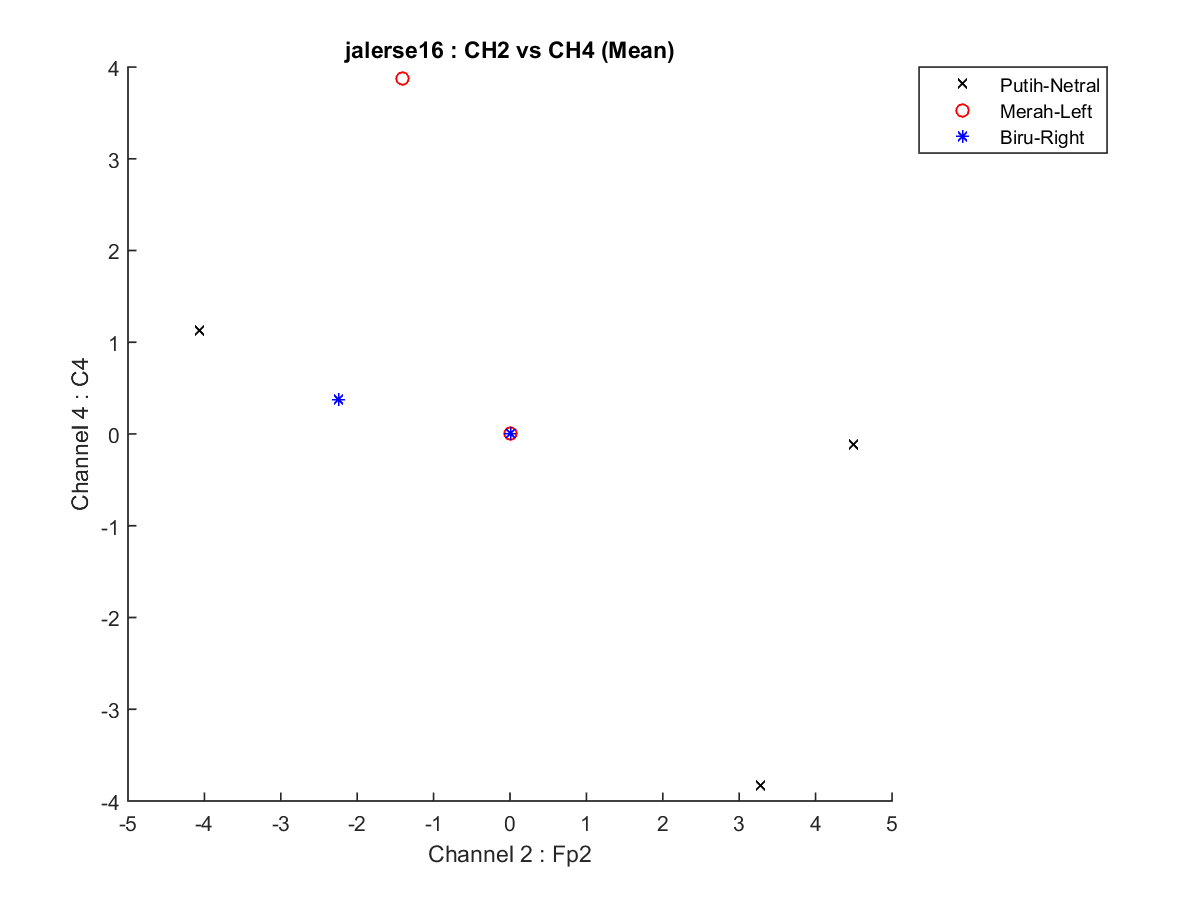 jalerse16 : CH2 vs CH4 (Mean)
Putih-Netral
Merah-Left
Biru-Right
4
3
2
1
0
-1
-2
-3
-4
Channel 4 : C4
-5 -4 -3 -2 -1 0 1 2 3 4 5
Channel 2 : Fp2